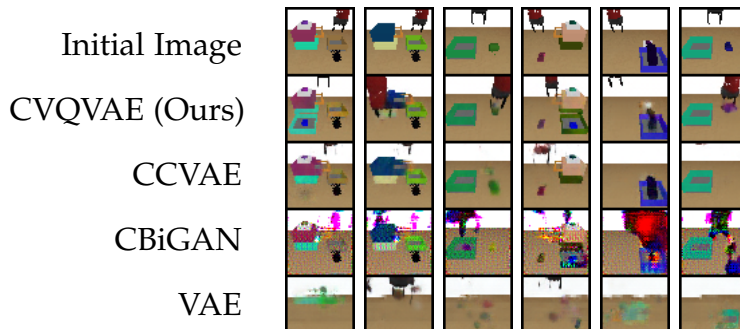 Initial Image
CVQVAE (Ours)
CCVAE
CBiGAN
VAE